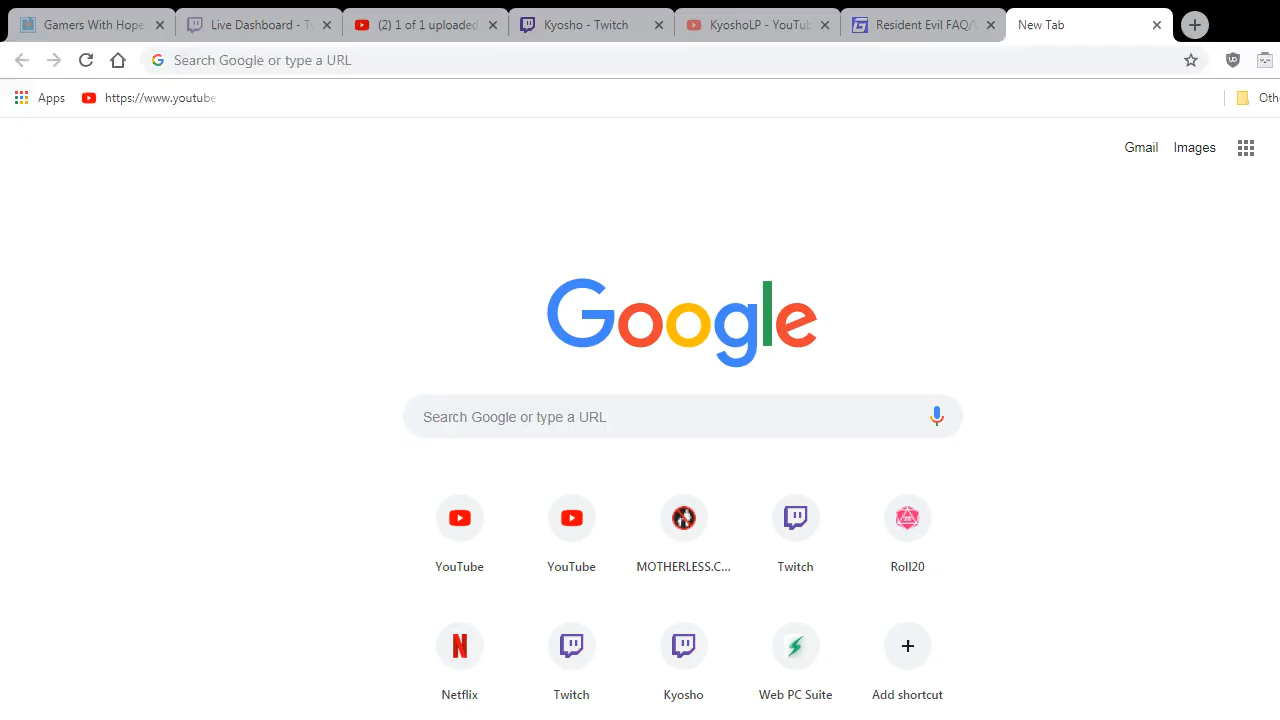 Gamers With Hope
Live Dashboard - Tw
(2) 1 of 1 uploaded
Kyosho - Twitch
KyoshoLP - YouTub
Resident Evil FAQ/
New Tab
Search Google or type a URL
Apps
https://www.youtube
Oth
Gmail
Images
Google
Search Google or type a URL
YouTube
YouTube
MOTHERLESS.C...
Twitch
Roll20
Netflix
Twitch
Kyosho
Web PC Suite
Add shortcut